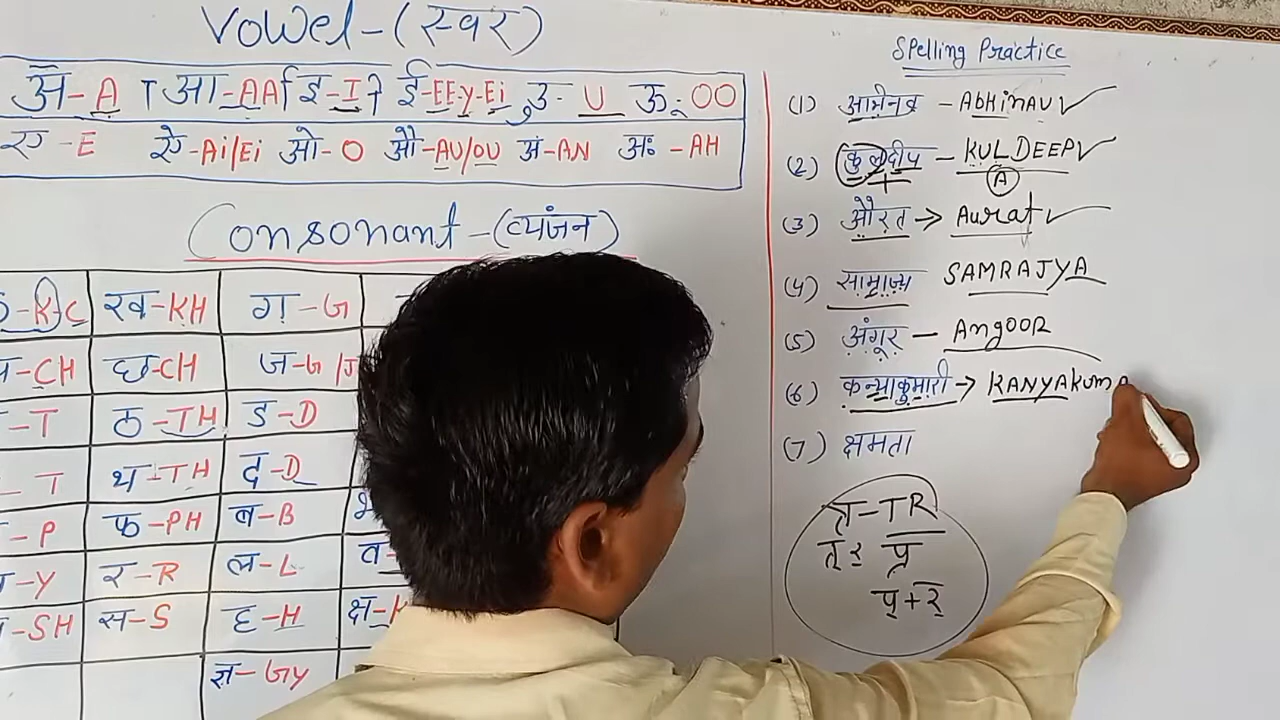 Vowel-(स्वर)
अ-A आ-AA इ-I ई-EE-y-Ei उ-U ऊ-OO
ए-E ऐ-Ai/Ei ओ-O औ-AU/OU अं-AN अः-AH
Consonant-(व्यंजन)
K-C ख-KH ग-G
CH छ-CH ज-G/J
T ठ-TH ड-D
T थ-TH द-D
P फ-PH ब-B
Y र-R ल-L
SH स-S ह-H क्ष-
ज्ञ-GY
Spelling Practice
(1) अभिनव - ABHINAV
(2) कुलदीप - KULDEEP
A
(3) औरत → Aurat
(4) साम्राज्य SAMRAJYA
(5) अंगूर - AngOOR
(6) कन्याकुमारी → KANYAKUM
(7) क्षमता
त्र-TR
त् र प्र
प्+र